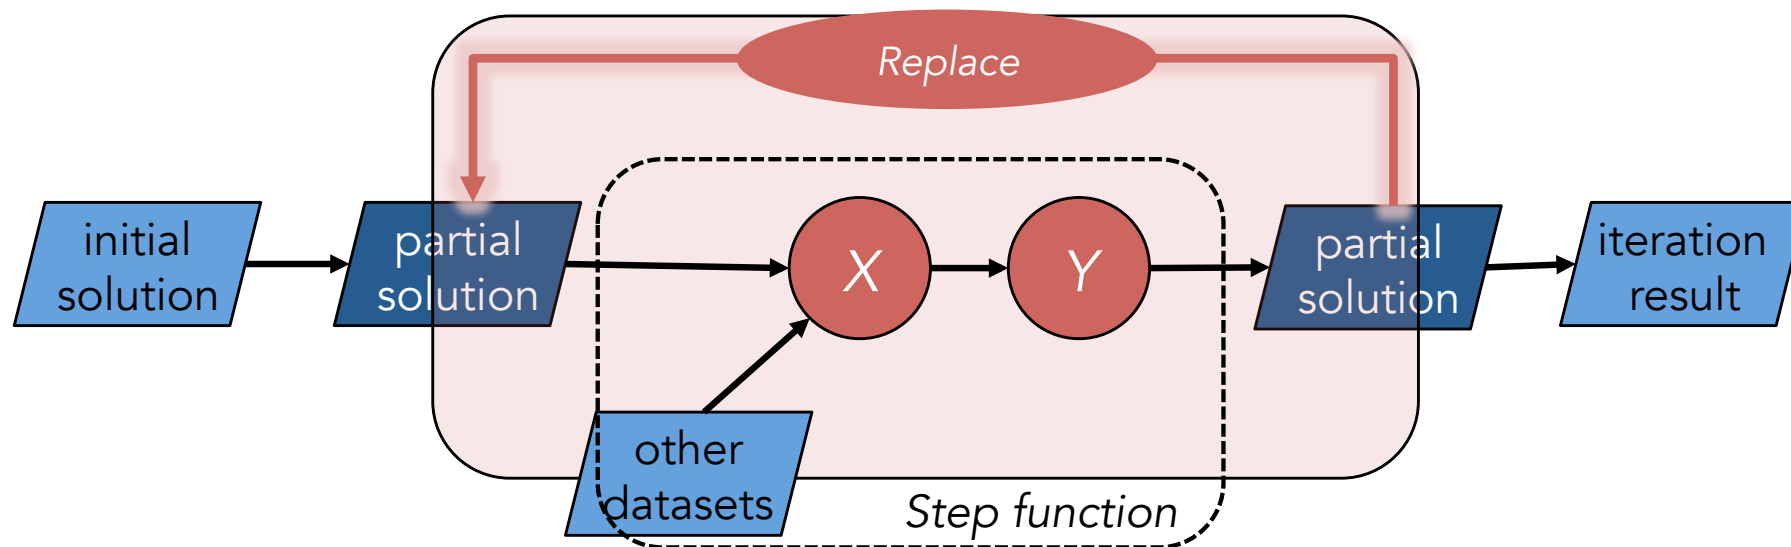 Replace
initial
solution
partial
solution
X
Y
partial
solution
iteration
result
other
datasets
Step function